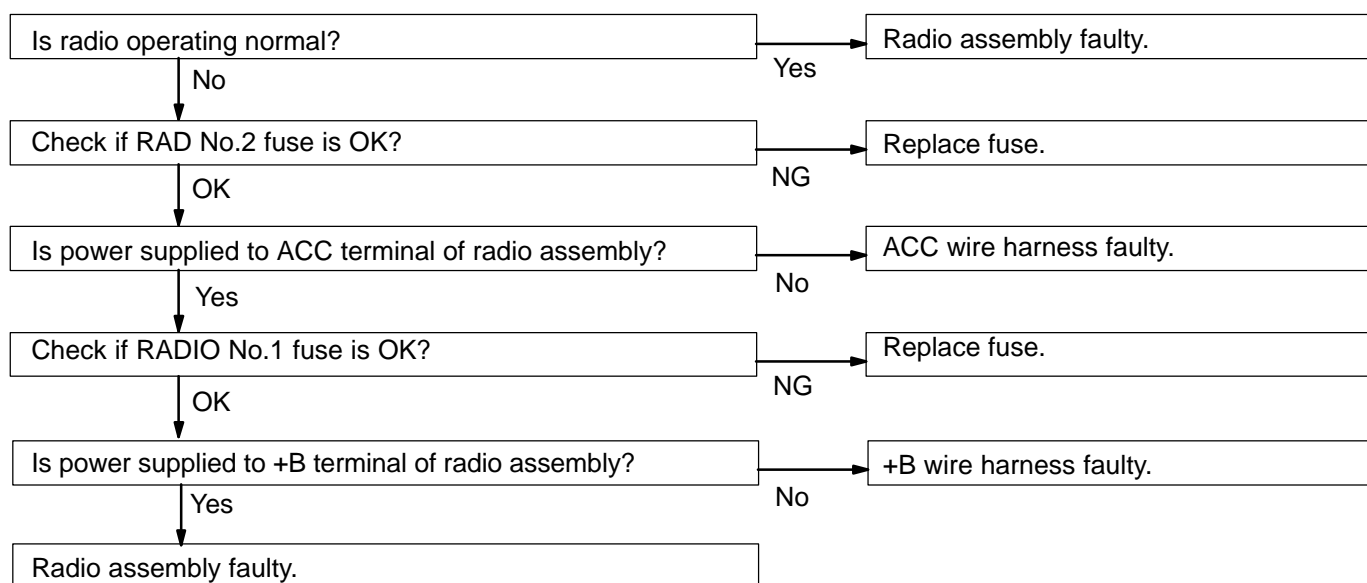 Is radio operating normal?
Yes
Radio assembly faulty.
No
Check if RAD No.2 fuse is OK?
NG
Replace fuse.
OK
Is power supplied to ACC terminal of radio assembly?
No
ACC wire harness faulty.
Yes
Check if RADIO No.1 fuse is OK?
NG
Replace fuse.
OK
Is power supplied to +B terminal of radio assembly?
No
+B wire harness faulty.
Yes
Radio assembly faulty.